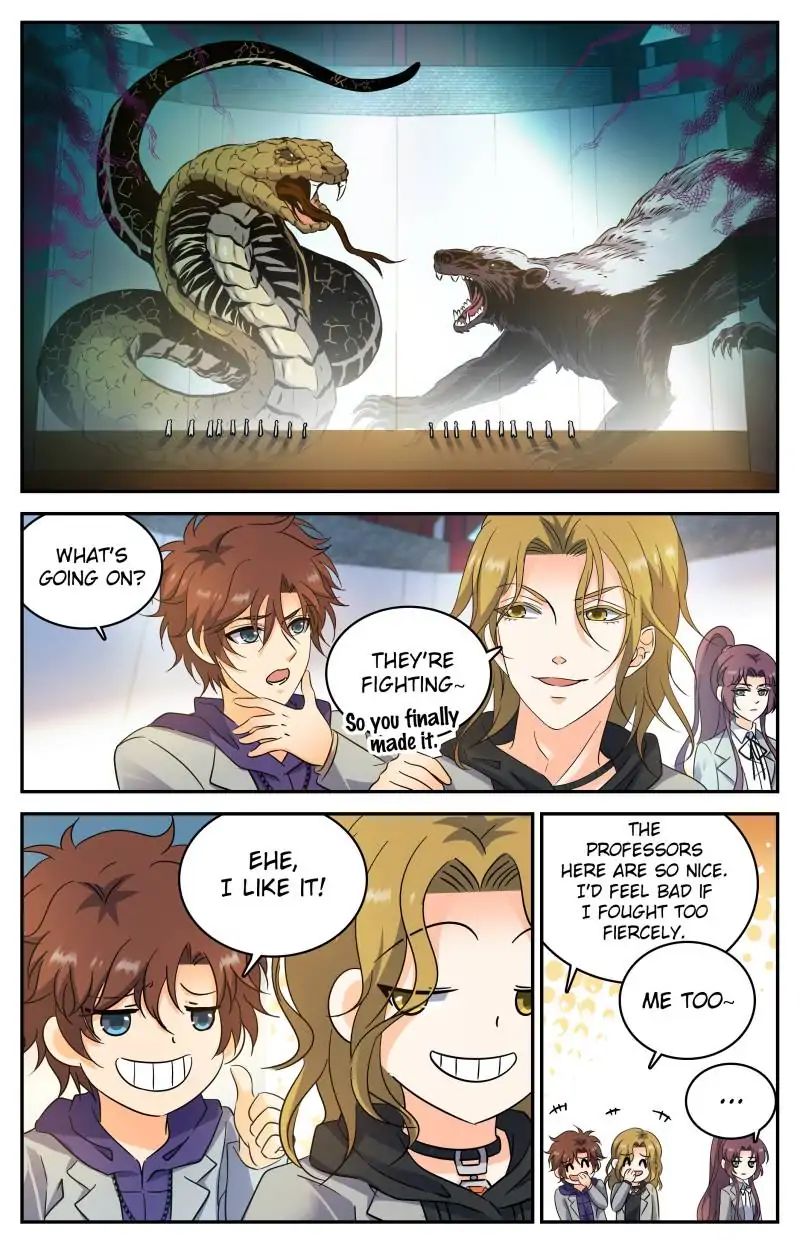 WHAT'S
GOING ON?
THEY'RE
FIGHTING~
So you finally
made it.
EHE,
I LIKE IT!
THE
PROFESSORS
HERE ARE SO NICE.
I'D FEEL BAD IF
I FOUGHT TOO
FIERCELY.
ME TOO~
...